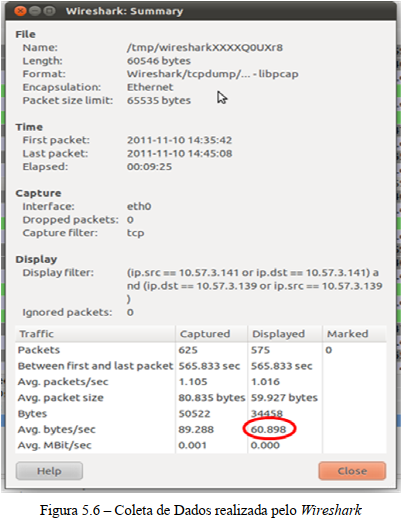 Wireshark: Summary
File
Name: /tmp/wiresharkXXXXQ0UXr8
Length: 60546 bytes
Format: Wireshark/tcpdump/... - libpcap
Encapsulation: Ethernet
Packet size limit: 65535 bytes
Time
First packet: 2011-11-10 14:35:42
Last packet: 2011-11-10 14:45:08
Elapsed: 00:09:25
Capture
Interface: eth0
Dropped packets: 0
Capture filter: tcp
Display
Display filter: (ip.src == 10.57.3.141 or ip.dst == 10.57.3.141) a
nd (ip.dst == 10.57.3.139 or ip.src == 10.57.3.139
)
Ignored packets: 0
Traffic Captured Displayed Marked
Packets 625 575 0
Between first and last packet 565.833 sec 565.833 sec
Avg. packets/sec 1.105 1.016
Avg. packet size 80.835 bytes 59.927 bytes
Bytes 50522 34458
Avg. bytes/sec 89.288 60.898
Avg. MBit/sec 0.001 0.000
Help Close
Figura 5.6 – Coleta de Dados realizada pelo Wireshark